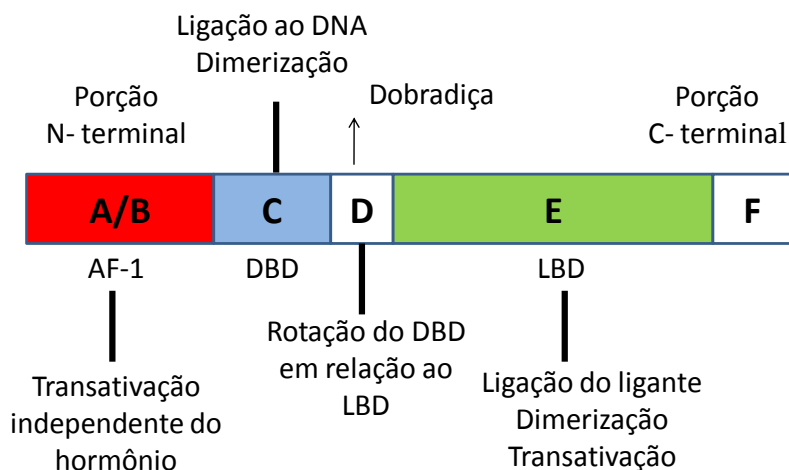 Ligação ao DNA
Dimerização
Porção
N- terminal
Dobradiça
Porção
C- terminal
A/B
C
D
E
F
AF-1
DBD
LBD
Rotação do DBD
em relação ao
LBD
Transativação
independente do
hormônio
Ligação do ligante
Dimerização
Transativação